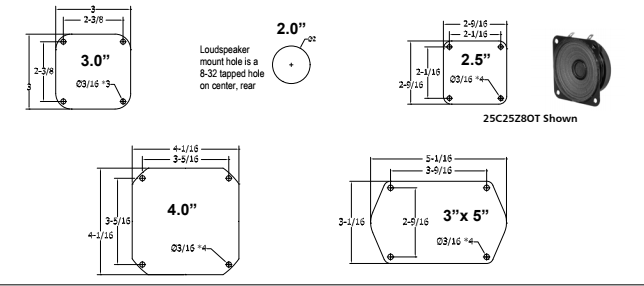 3
2-3/8
3.0”
2-3/8
3
Ø3/16 *3
2.0”
Ø2
Loudspeaker
mount hole is a
8-32 tapped hole
on center, rear
2-9/16
2-1/16
2.5”
2-1/16
2-9/16
Ø3/16 *4
25C25Z8OT Shown
4-1/16
3-5/16
4.0”
3-5/16
4-1/16
Ø3/16 *4
5-1/16
3-9/16
3”x 5”
3-1/16
2-9/16
Ø3/16 *4